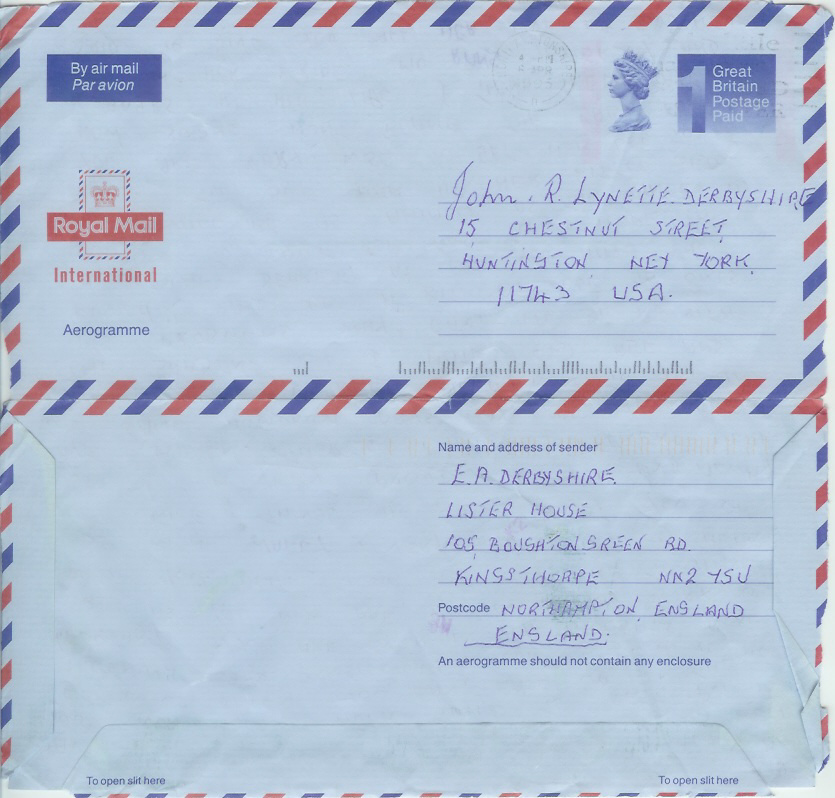 By air mail
Par avion
1 Great
Britain
Postage
Paid
Royal Mail
International
Aerogramme
John. R. LYNETTE. DERBYSHIRE
15 CHESTNUT STREET
HUNTINGTON NEY YORK
11743 USA.
Name and address of sender
E.A. DERBYSHIRE.
LISTER HOUSE
105, BOUGHTON GREEN RD.
KINGSTHORPE NN2 7SU
Postcode NORTHAMPTON, ENGLAND
ENGLAND.
An aerogramme should not contain any enclosure
To open slit here
To open slit here